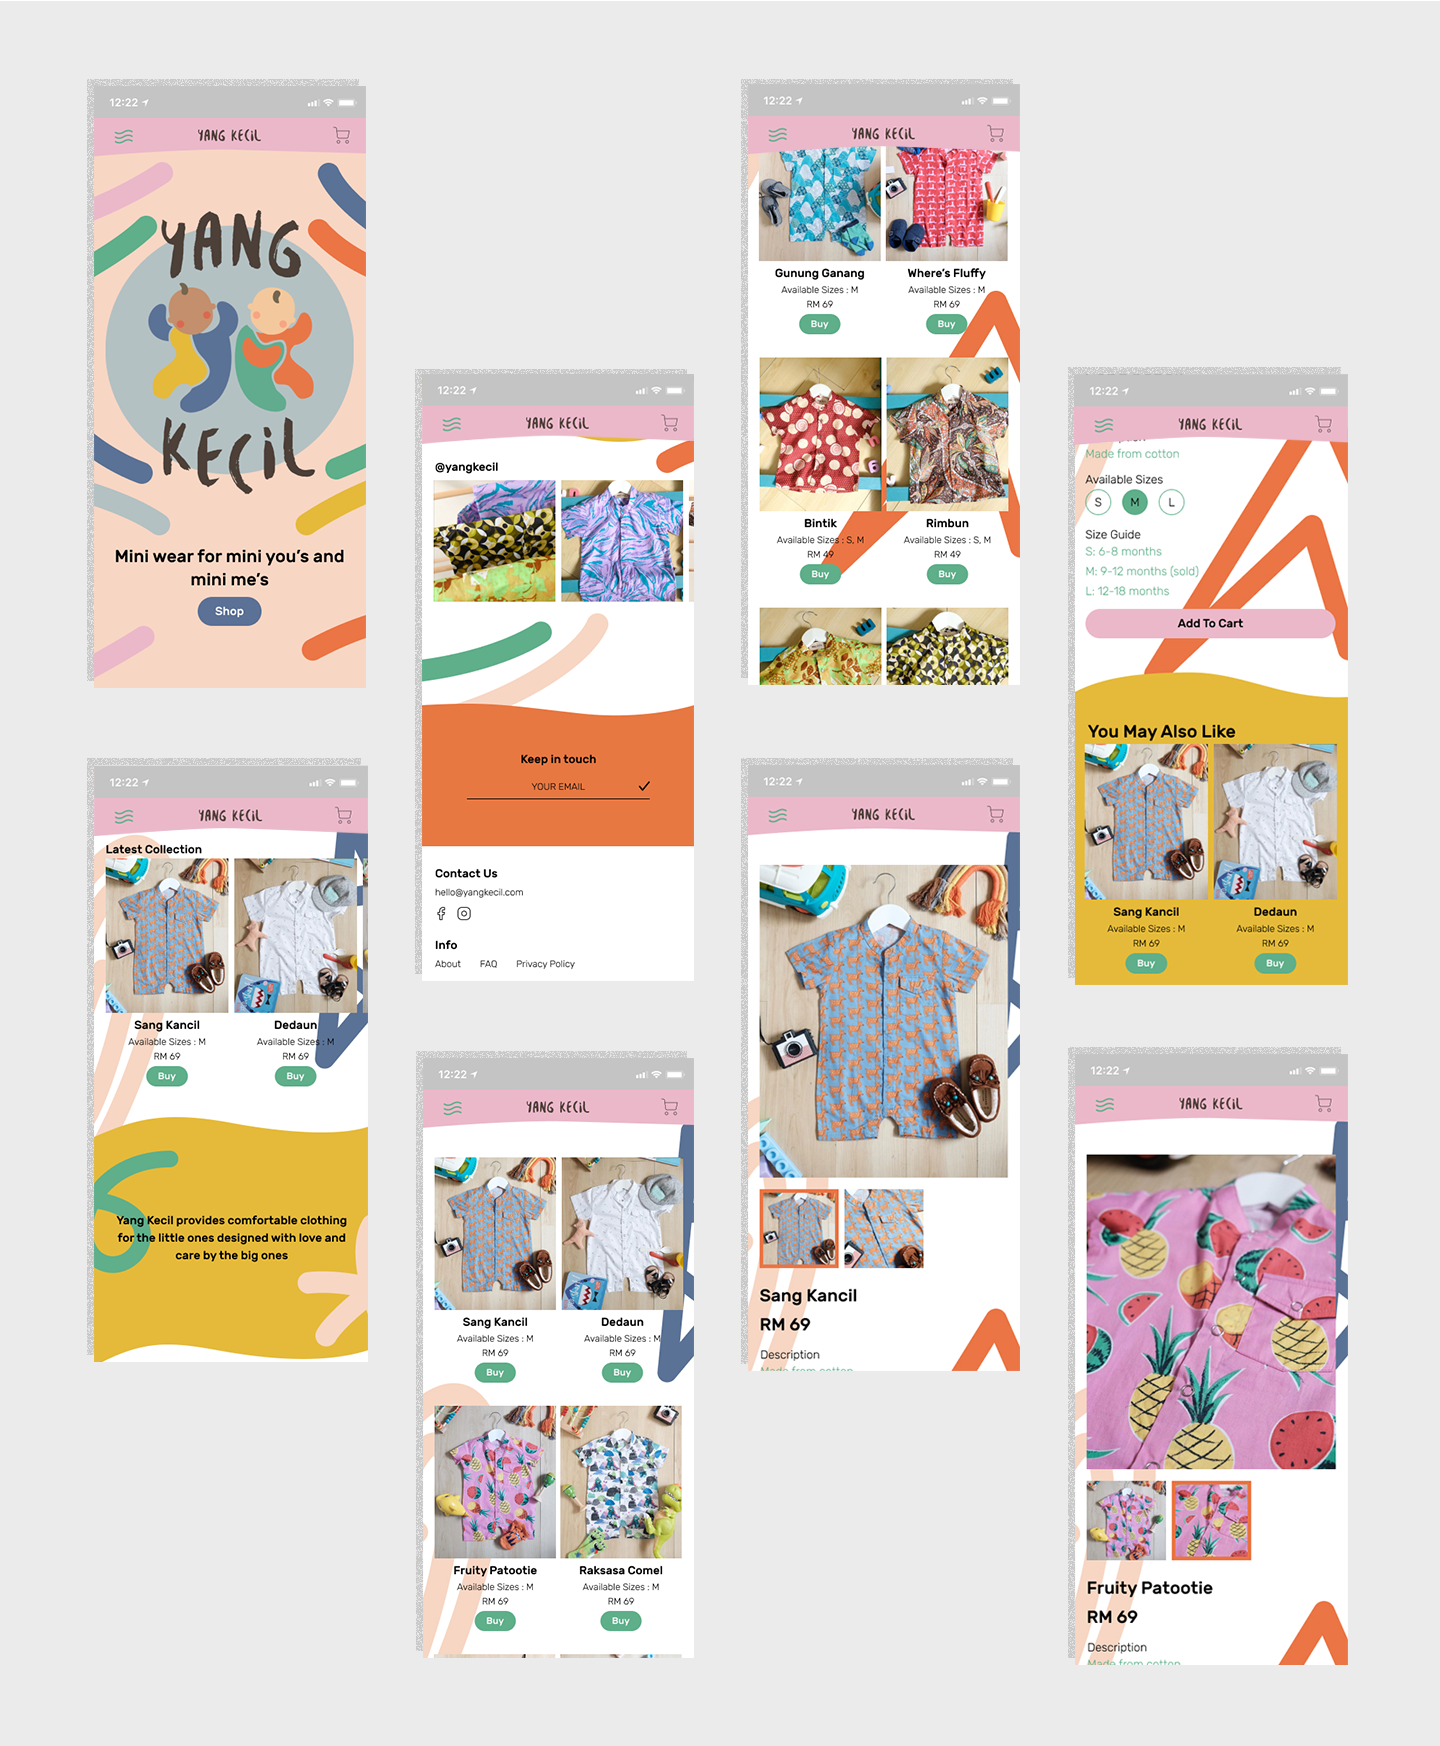 12:22
YANG KECIL
YANG
KECIL
Mini wear for mini you's and
mini me's
Shop
12:22
YANG KECIL
Latest Collection
Sang Kancil
Available Sizes : M
RM 69
Buy
Dedaun
Available Sizes : M
RM 69
Buy
Yang Kecil provides comfortable clothing
for the little ones designed with love and
care by the big ones
12:22
YANG KECIL
@yangkecil
Keep in touch
YOUR EMAIL
Contact Us
hello@yangkecil.com
Info
About FAQ Privacy Policy
12:22
YANG KECIL
Sang Kancil
Available Sizes : M
RM 69
Buy
Dedaun
Available Sizes : M
RM 69
Buy
Fruity Patootie
Available Sizes : M
RM 69
Buy
Raksasa Comel
Available Sizes : M
RM 69
Buy
12:22
YANG KECIL
Gunung Ganang
Available Sizes : M
RM 69
Buy
Where's Fluffy
Available Sizes : M
RM 69
Buy
Bintik
Available Sizes : S, M
RM 49
Buy
Rimbun
Available Sizes : S, M
RM 49
Buy
12:22
YANG KECIL
Sang Kancil
RM 69
Description
Made from cotton
12:22
YANG KECIL
Made from cotton
Available Sizes
S M L
Size Guide
S: 6-8 months
M: 9-12 months (sold)
L: 12-18 months
Add To Cart
You May Also Like
Sang Kancil
Available Sizes : M
RM 69
Buy
Dedaun
Available Sizes : M
RM 69
Buy
12:22
YANG KECIL
Fruity Patootie
RM 69
Description
Made from cotton